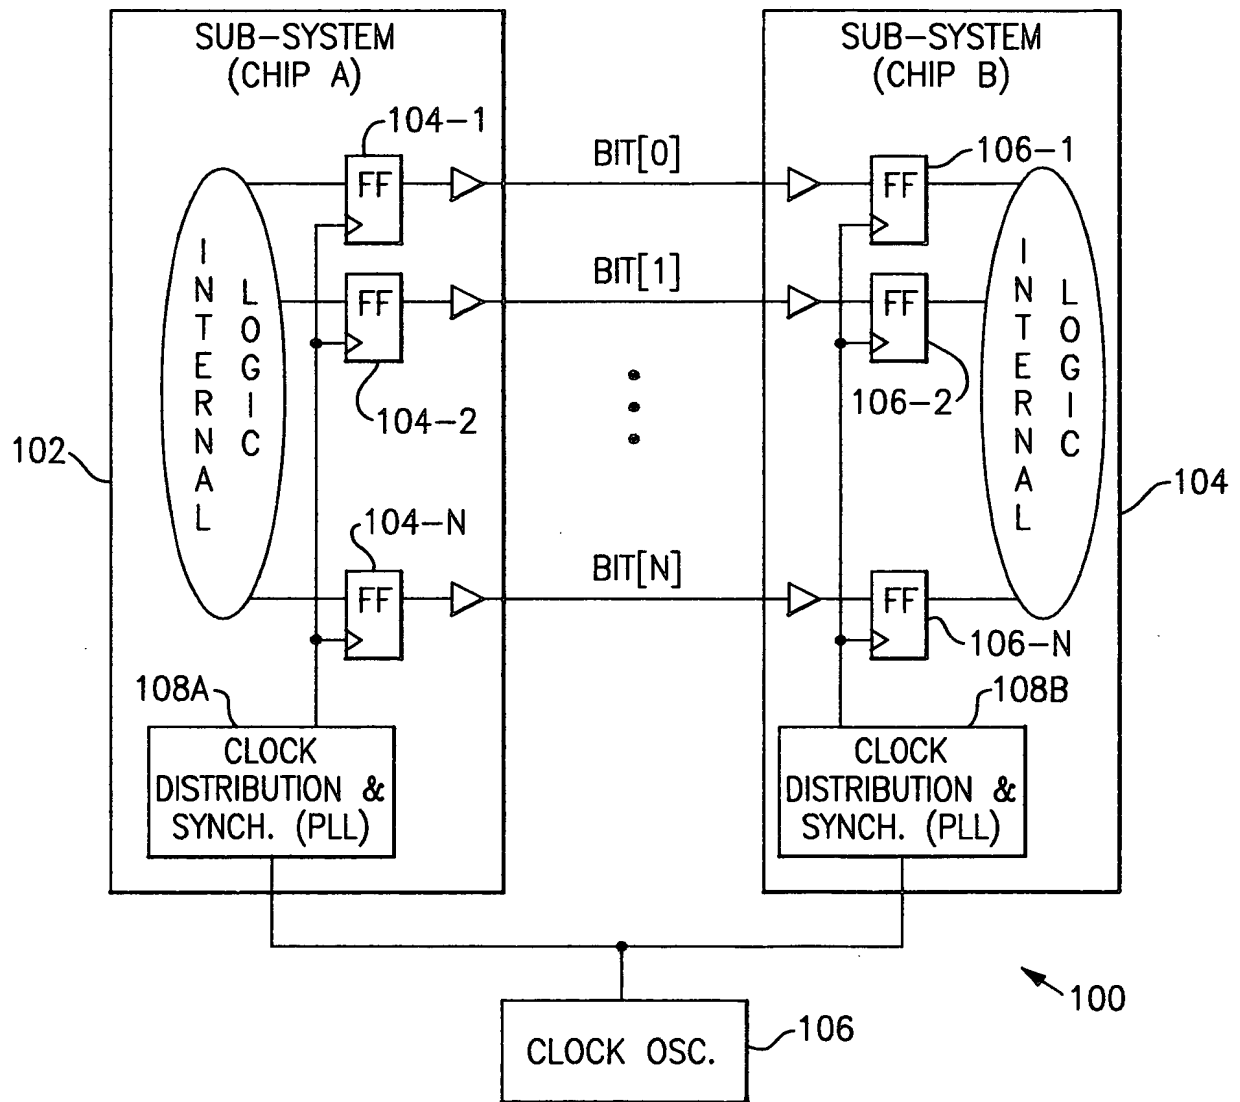 SUB-SYSTEM
(CHIP A)
SUB-SYSTEM
(CHIP B)
104-1
BIT[0]
106-1
FF
FF
BIT[1]
FF
FF
INTERNAL
LOGIC
INTERNAL
LOGIC
104-2
106-2
102
104
104-N
BIT[N]
FF
FF
106-N
108A
108B
CLOCK
DISTRIBUTION &
SYNCH. (PLL)
CLOCK
DISTRIBUTION &
SYNCH. (PLL)
100
CLOCK OSC.
106